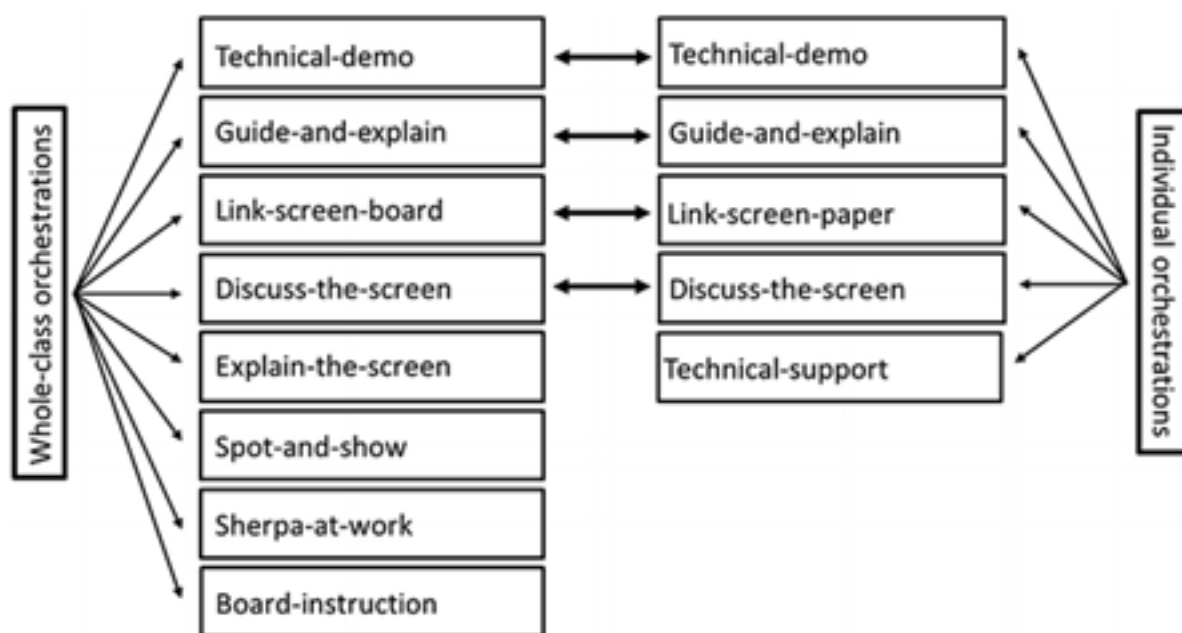 Whole-class orchestrations
Technical-demo
Guide-and-explain
Link-screen-board
Discuss-the-screen
Explain-the-screen
Spot-and-show
Sherpa-at-work
Board-instruction
Technical-demo
Guide-and-explain
Link-screen-paper
Discuss-the-screen
Technical-support
Individual orchestrations